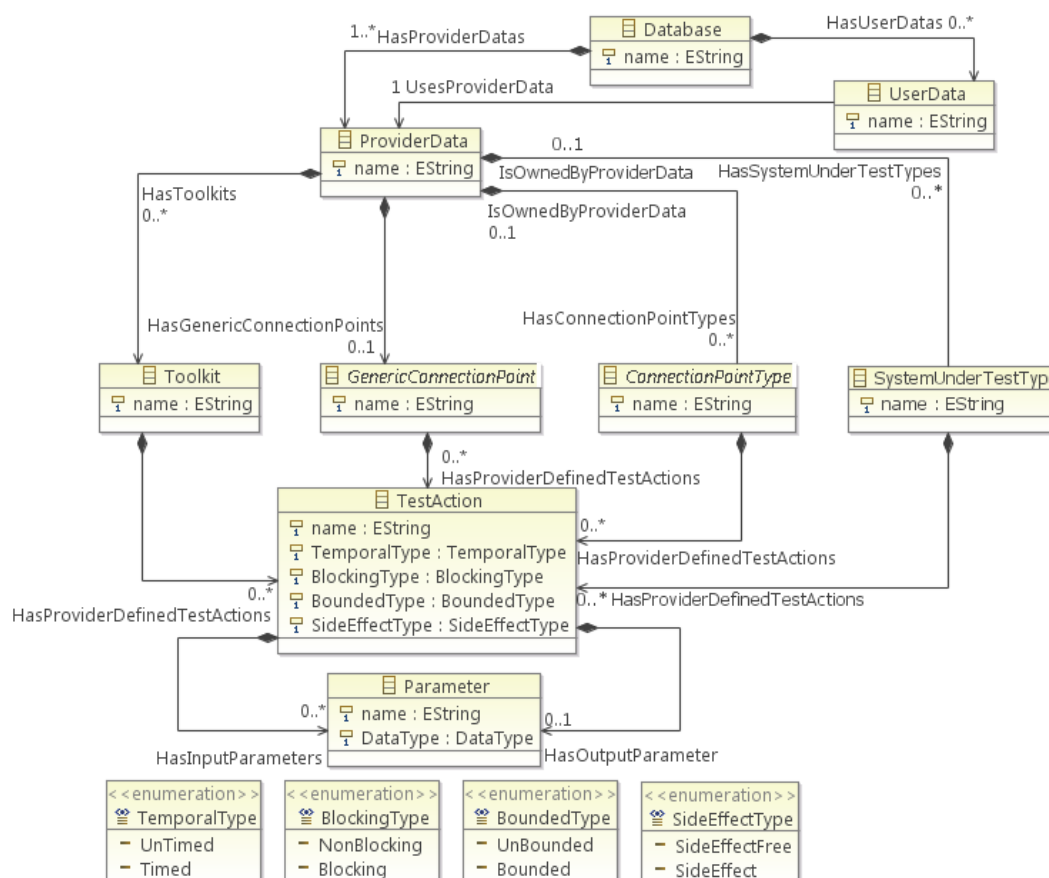 Database
name : EString
1..* HasProviderDatas
HasUserDatas 0..*
1 UsesProviderData
UserData
name : EString
ProviderData
name : EString
0..1
IsOwnedByProviderData
HasSystemUnderTestTypes
0..*
HasToolkits
0..*
IsOwnedByProviderData
0..1
HasGenericConnectionPoints
0..1
HasConnectionPointTypes
0..*
Toolkit
name : EString
GenericConnectionPoint
name : EString
ConnectionPointType
name : EString
SystemUnderTestTyp
name : EString
0..*
HasProviderDefinedTestActions
TestAction
name : EString
TemporalType : TemporalType
BlockingType : BlockingType
BoundedType : BoundedType
SideEffectType : SideEffectType
0..*
HasProviderDefinedTestActions
0..*
HasProviderDefinedTestActions
0..* HasProviderDefinedTestActions
Parameter
name : EString
DataType : DataType
0..*
HasInputParameters
0..1
HasOutputParameter
<<enumeration>>
TemporalType
UnTimed
Timed
<<enumeration>>
BlockingType
NonBlocking
Blocking
<<enumeration>>
BoundedType
UnBounded
Bounded
<<enumeration>>
SideEffectType
SideEffectFree
SideEffect